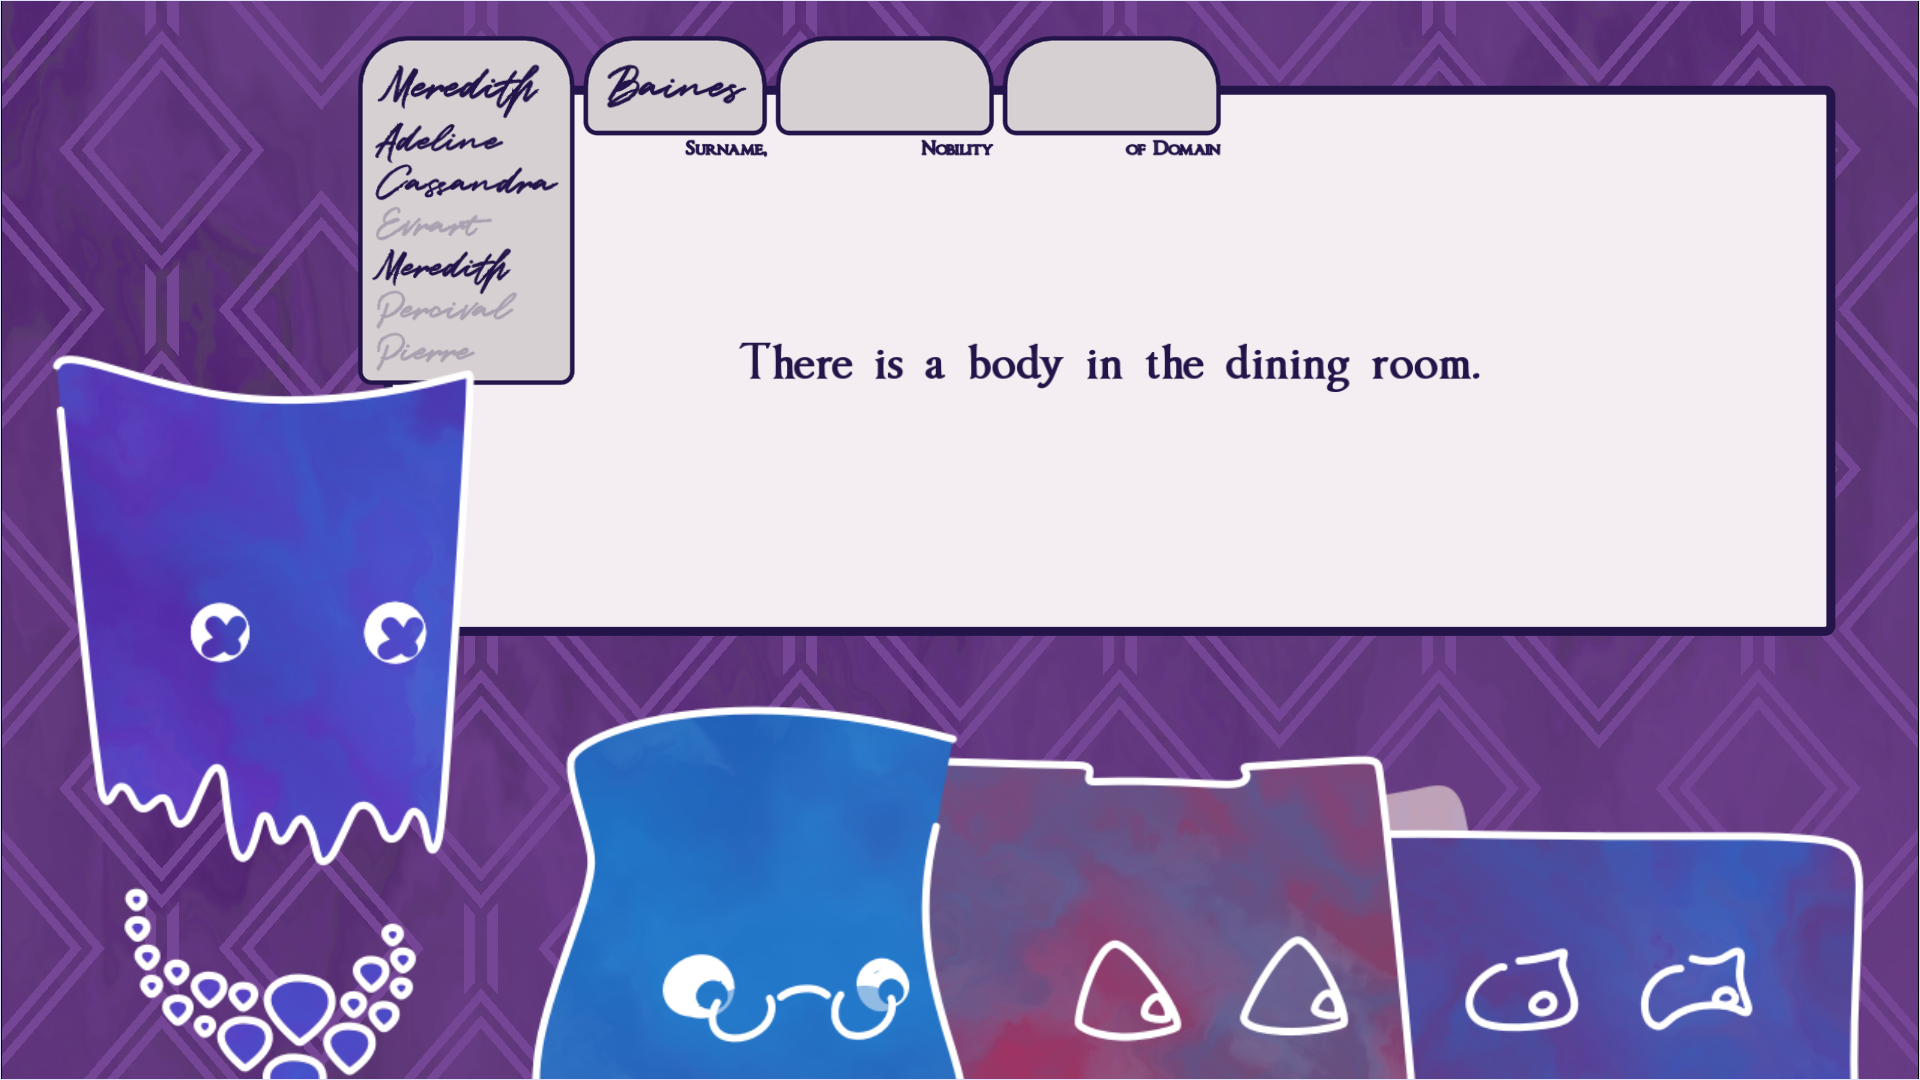 Meredith
Baines
Surname,
Nobility
of Domain
Adeline
Cassandra
Evrart
Meredith
Percival
Pierre
There is a body in the dining room.